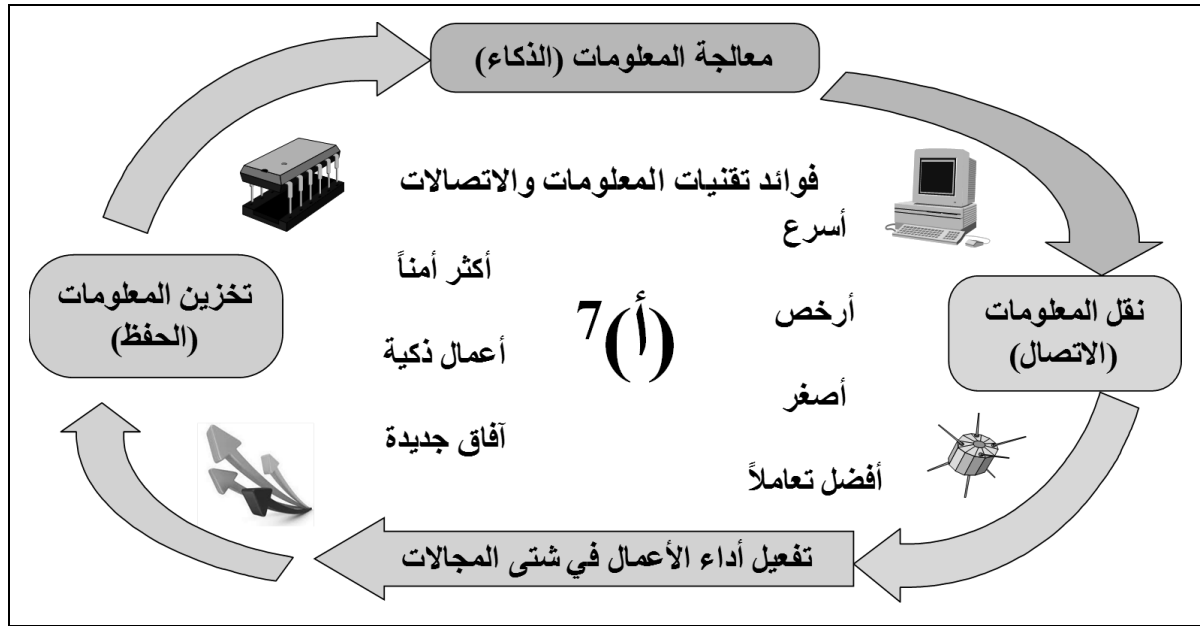 معالجة المعلومات (الذكاء)
فوائد تقنيات المعلومات والاتصالات
أسرع
أرخص
أصغر
أفضل تعاملاً
(أ)7
أكثر أمناً
أعمال ذكية
آفاق جديدة
نقل المعلومات
(الاتصال)
تخزين المعلومات
(الحفظ)
تفعيل أداء الأعمال في شتى المجالات